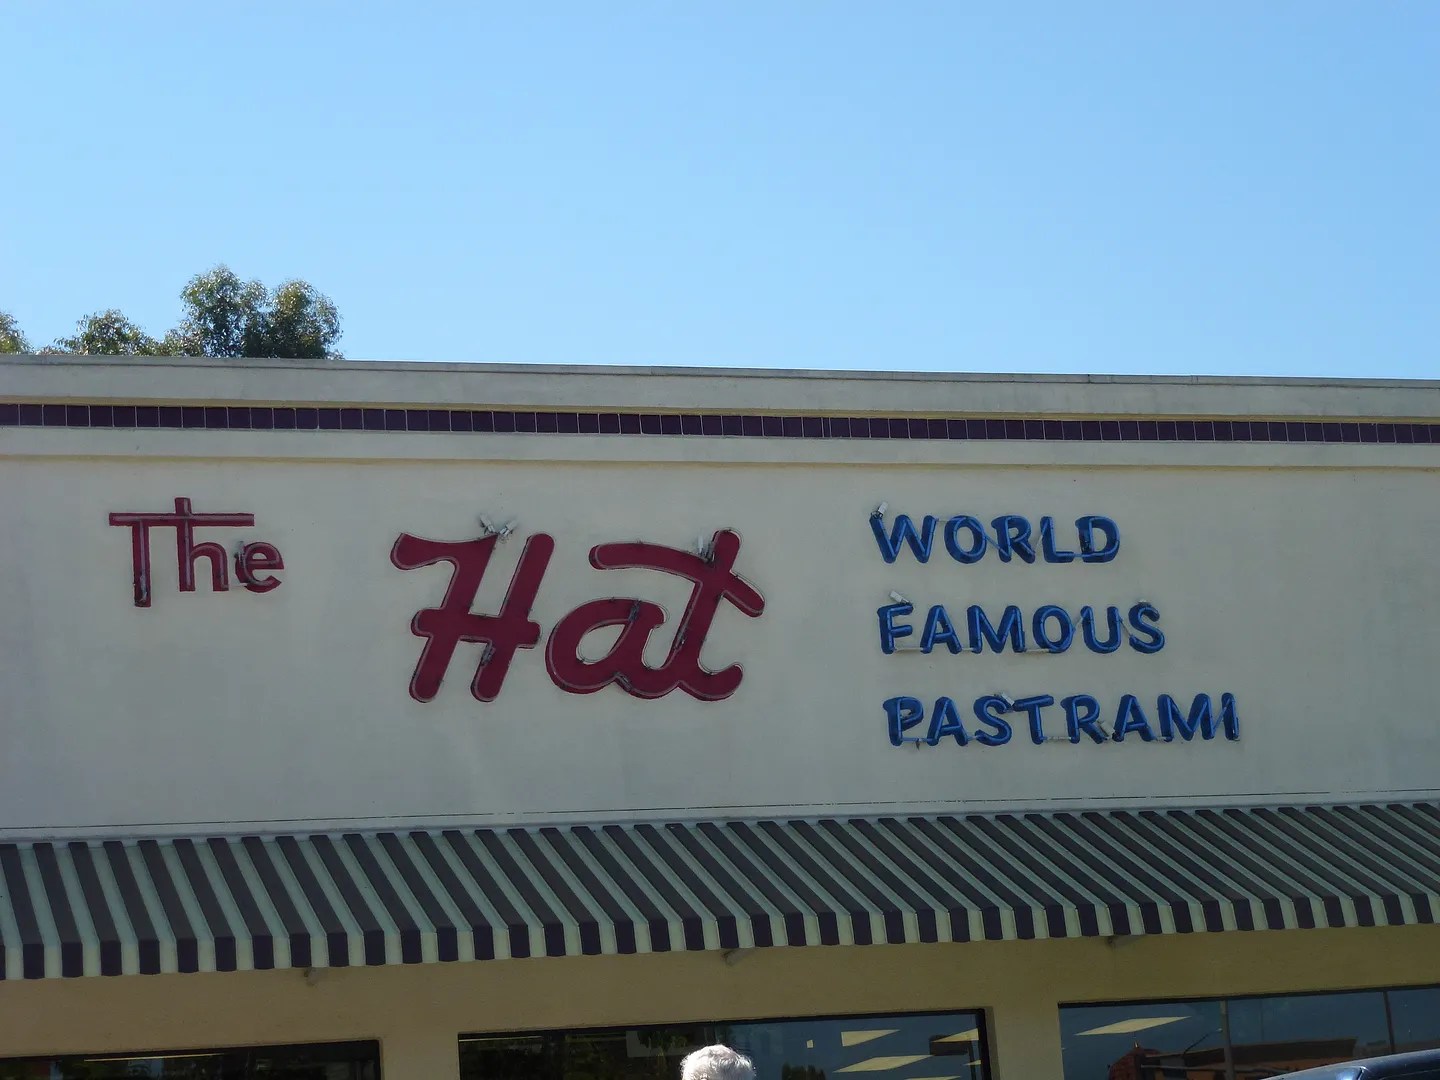 The Hat
WORLD
FAMOUS
PASTRAMI